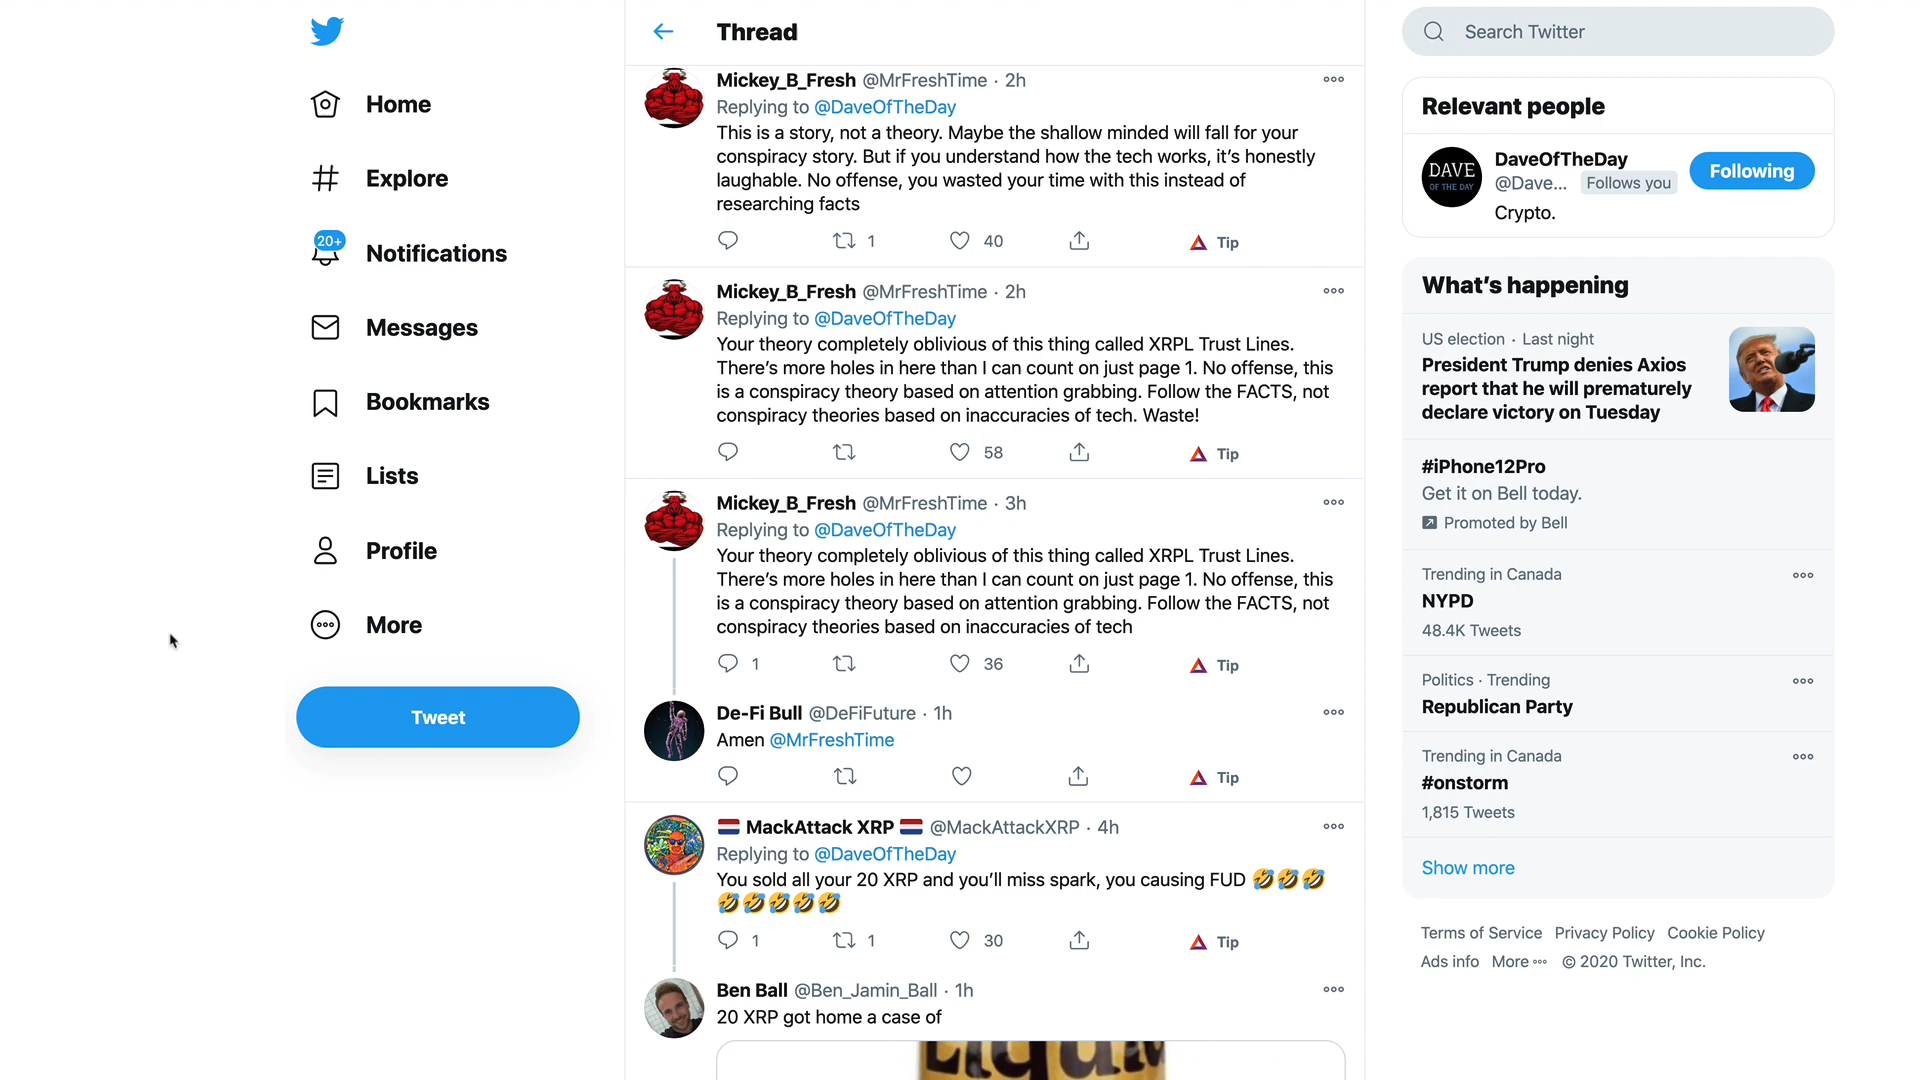 Home
Explore
20+
Notifications
Messages
Bookmarks
Lists
Profile
More
Tweet
Thread
Mickey_B_Fresh @MrFreshTime · 2h
Replying to @DaveOfTheDay
This is a story, not a theory. Maybe the shallow minded will fall for your
conspiracy story. But if you understand how the tech works, it's honestly
laughable. No offense, you wasted your time with this instead of
researching facts
1 40 Tip
Mickey_B_Fresh @MrFreshTime · 2h
Replying to @DaveOfTheDay
Your theory completely oblivious of this thing called XRPL Trust Lines.
There's more holes in here than I can count on just page 1. No offense, this
is a conspiracy theory based on attention grabbing. Follow the FACTS, not
conspiracy theories based on inaccuracies of tech. Waste!
58 Tip
Mickey_B_Fresh @MrFreshTime · 3h
Replying to @DaveOfTheDay
Your theory completely oblivious of this thing called XRPL Trust Lines.
There's more holes in here than I can count on just page 1. No offense, this
is a conspiracy theory based on attention grabbing. Follow the FACTS, not
conspiracy theories based on inaccuracies of tech
1 36 Tip
De-Fi Bull @DeFiFuture · 1h
Amen @MrFreshTime
Tip
🇳🇱 MackAttack XRP 🇳🇱 @MackAttackXRP · 4h
Replying to @DaveOfTheDay
You sold all your 20 XRP and you'll miss spark, you causing FUD 🤣🤣🤣
🤣🤣🤣🤣🤣
1 1 30 Tip
Ben Ball @Ben_Jamin_Ball · 1h
20 XRP got home a case of
Search Twitter
Relevant people
DAVE
OF THE DAY
DaveOfTheDay
@Dave... Follows you
Following
Crypto.
What's happening
US election · Last night
President Trump denies Axios
report that he will prematurely
declare victory on Tuesday
#iPhone12Pro
Get it on Bell today.
Promoted by Bell
Trending in Canada
NYPD
48.4K Tweets
Politics · Trending
Republican Party
Trending in Canada
#onstorm
1,815 Tweets
Show more
Terms of Service Privacy Policy Cookie Policy
Ads info More © 2020 Twitter, Inc.